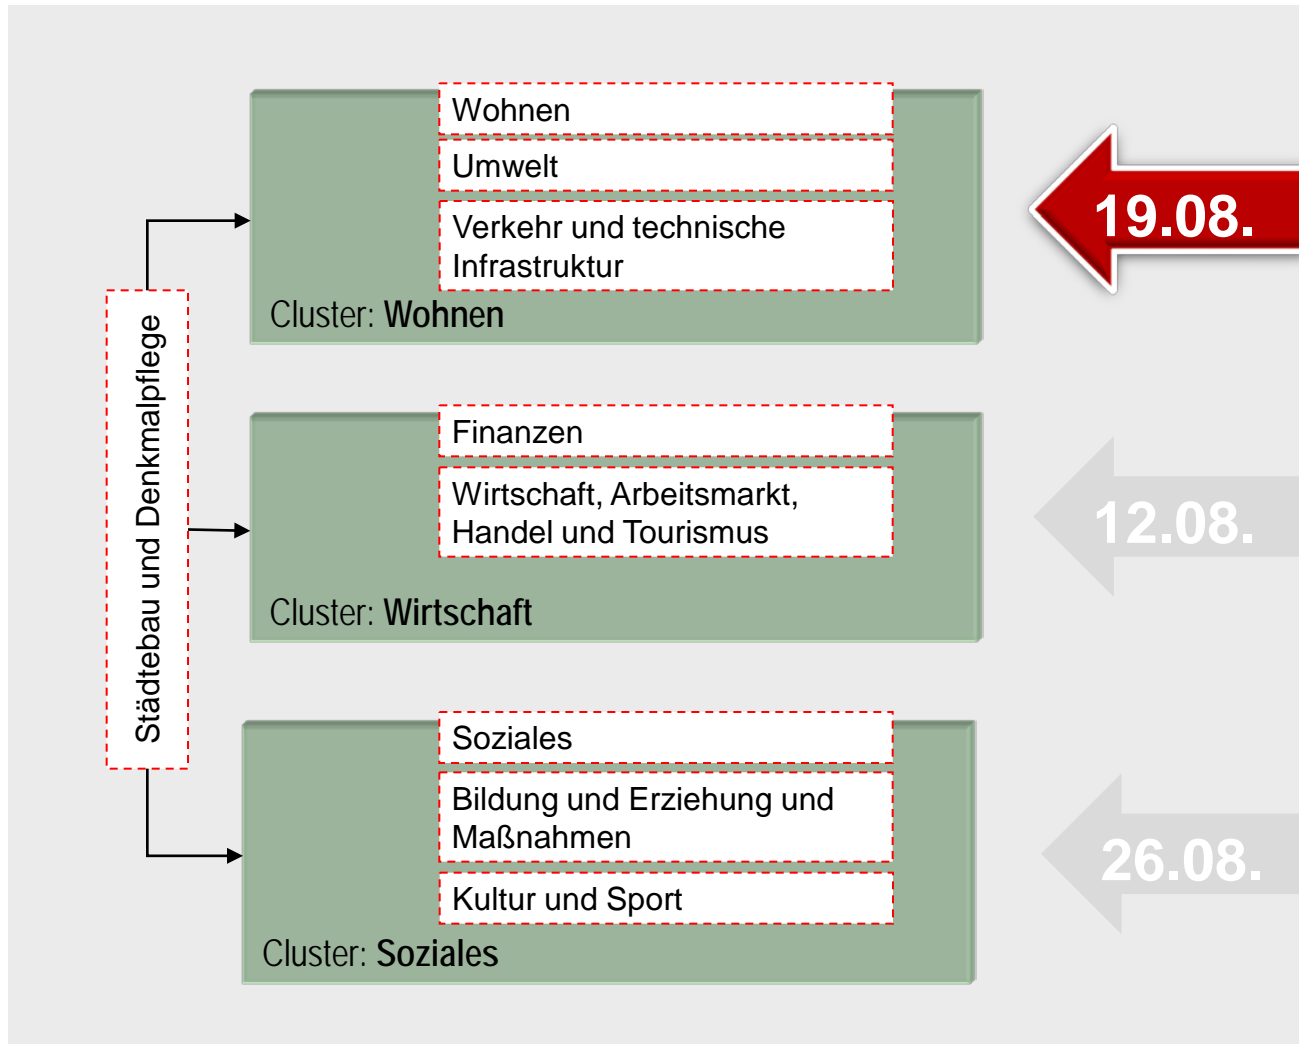 Städtebau und Denkmalpflege
Wohnen
Umwelt
Verkehr und technische
Infrastruktur
Cluster: Wohnen
19.08.
Finanzen
Wirtschaft, Arbeitsmarkt,
Handel und Tourismus
Cluster: Wirtschaft
12.08.
Soziales
Bildung und Erziehung und
Maßnahmen
Kultur und Sport
Cluster: Soziales
26.08.